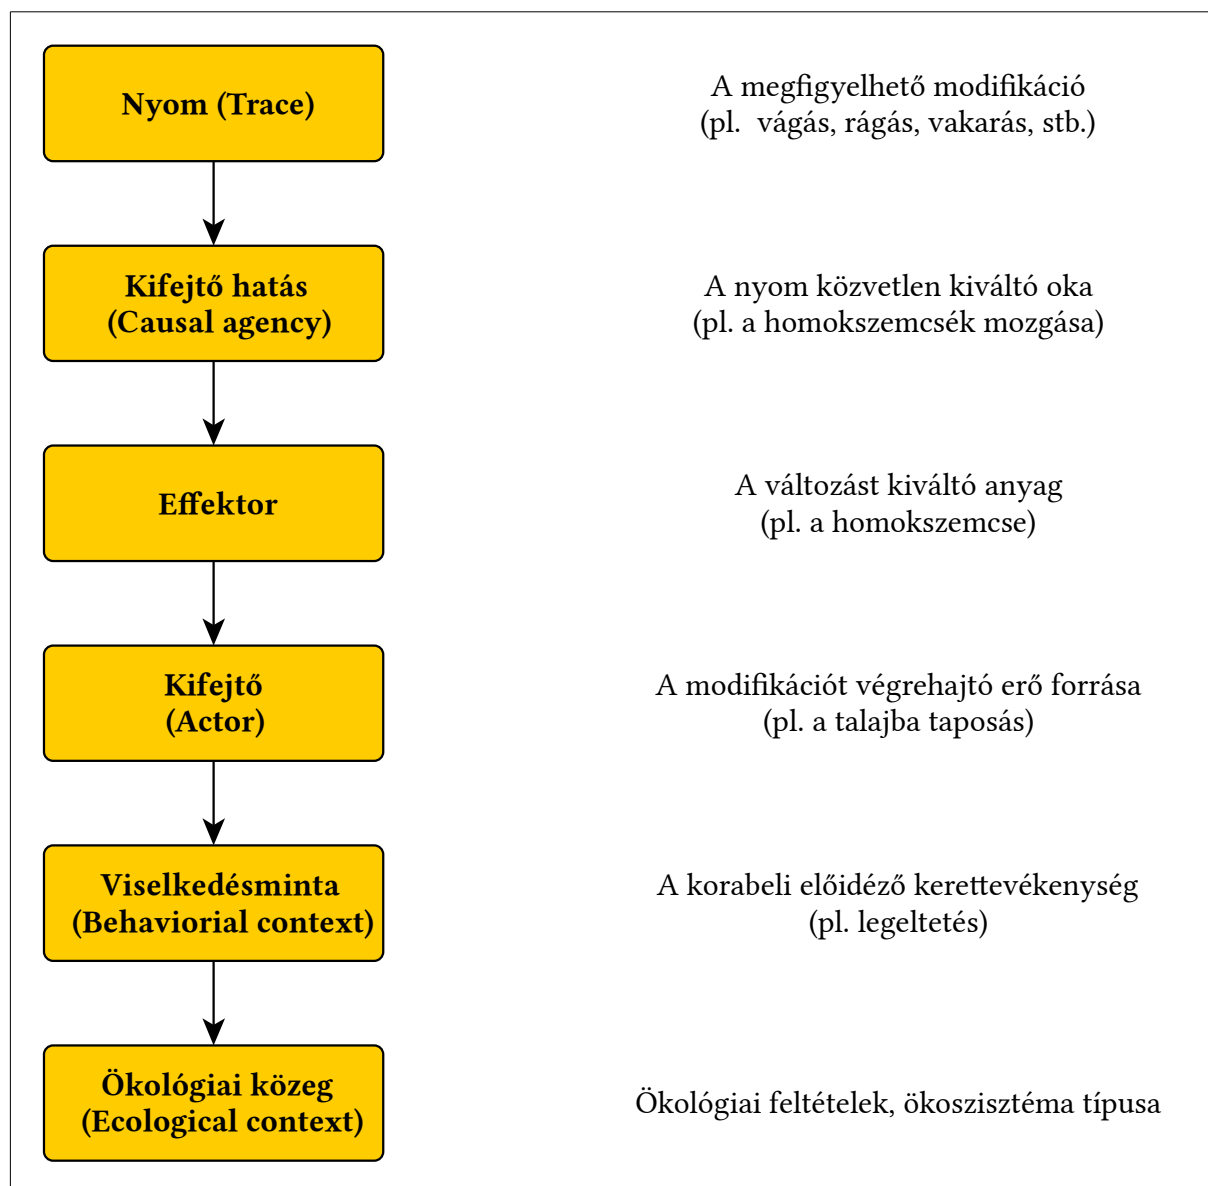 Nyom (Trace)
A megfigyelhető modifikáció
(pl.  vágás, rágás, vakarás, stb.)
Kifejtő hatás
(Causal agency)
A nyom közvetlen kiváltó oka
(pl. a homokszemcsék mozgása)
Effektor
A változást kiváltó anyag
(pl. a homokszemcse)
Kifejtő
(Actor)
A modifikációt végrehajtó erő forrása
(pl. a talajba taposás)
Viselkedésminta
(Behaviorial context)
A korabeli előidéző kerettevékenység
(pl. legeltetés)
Ökológiai közeg
(Ecological context)
Ökológiai feltételek, ökoszisztéma típusa